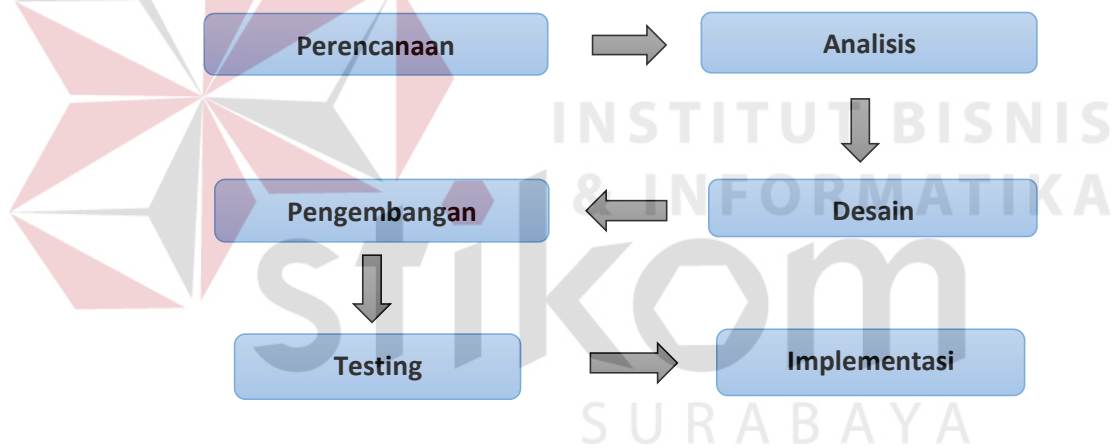 Perencanaan
Analisis
INSTITUT BISNIS
& INFORMATIKA
Pengembangan
Desain
stikom
Testing
Implementasi
SURABAYA